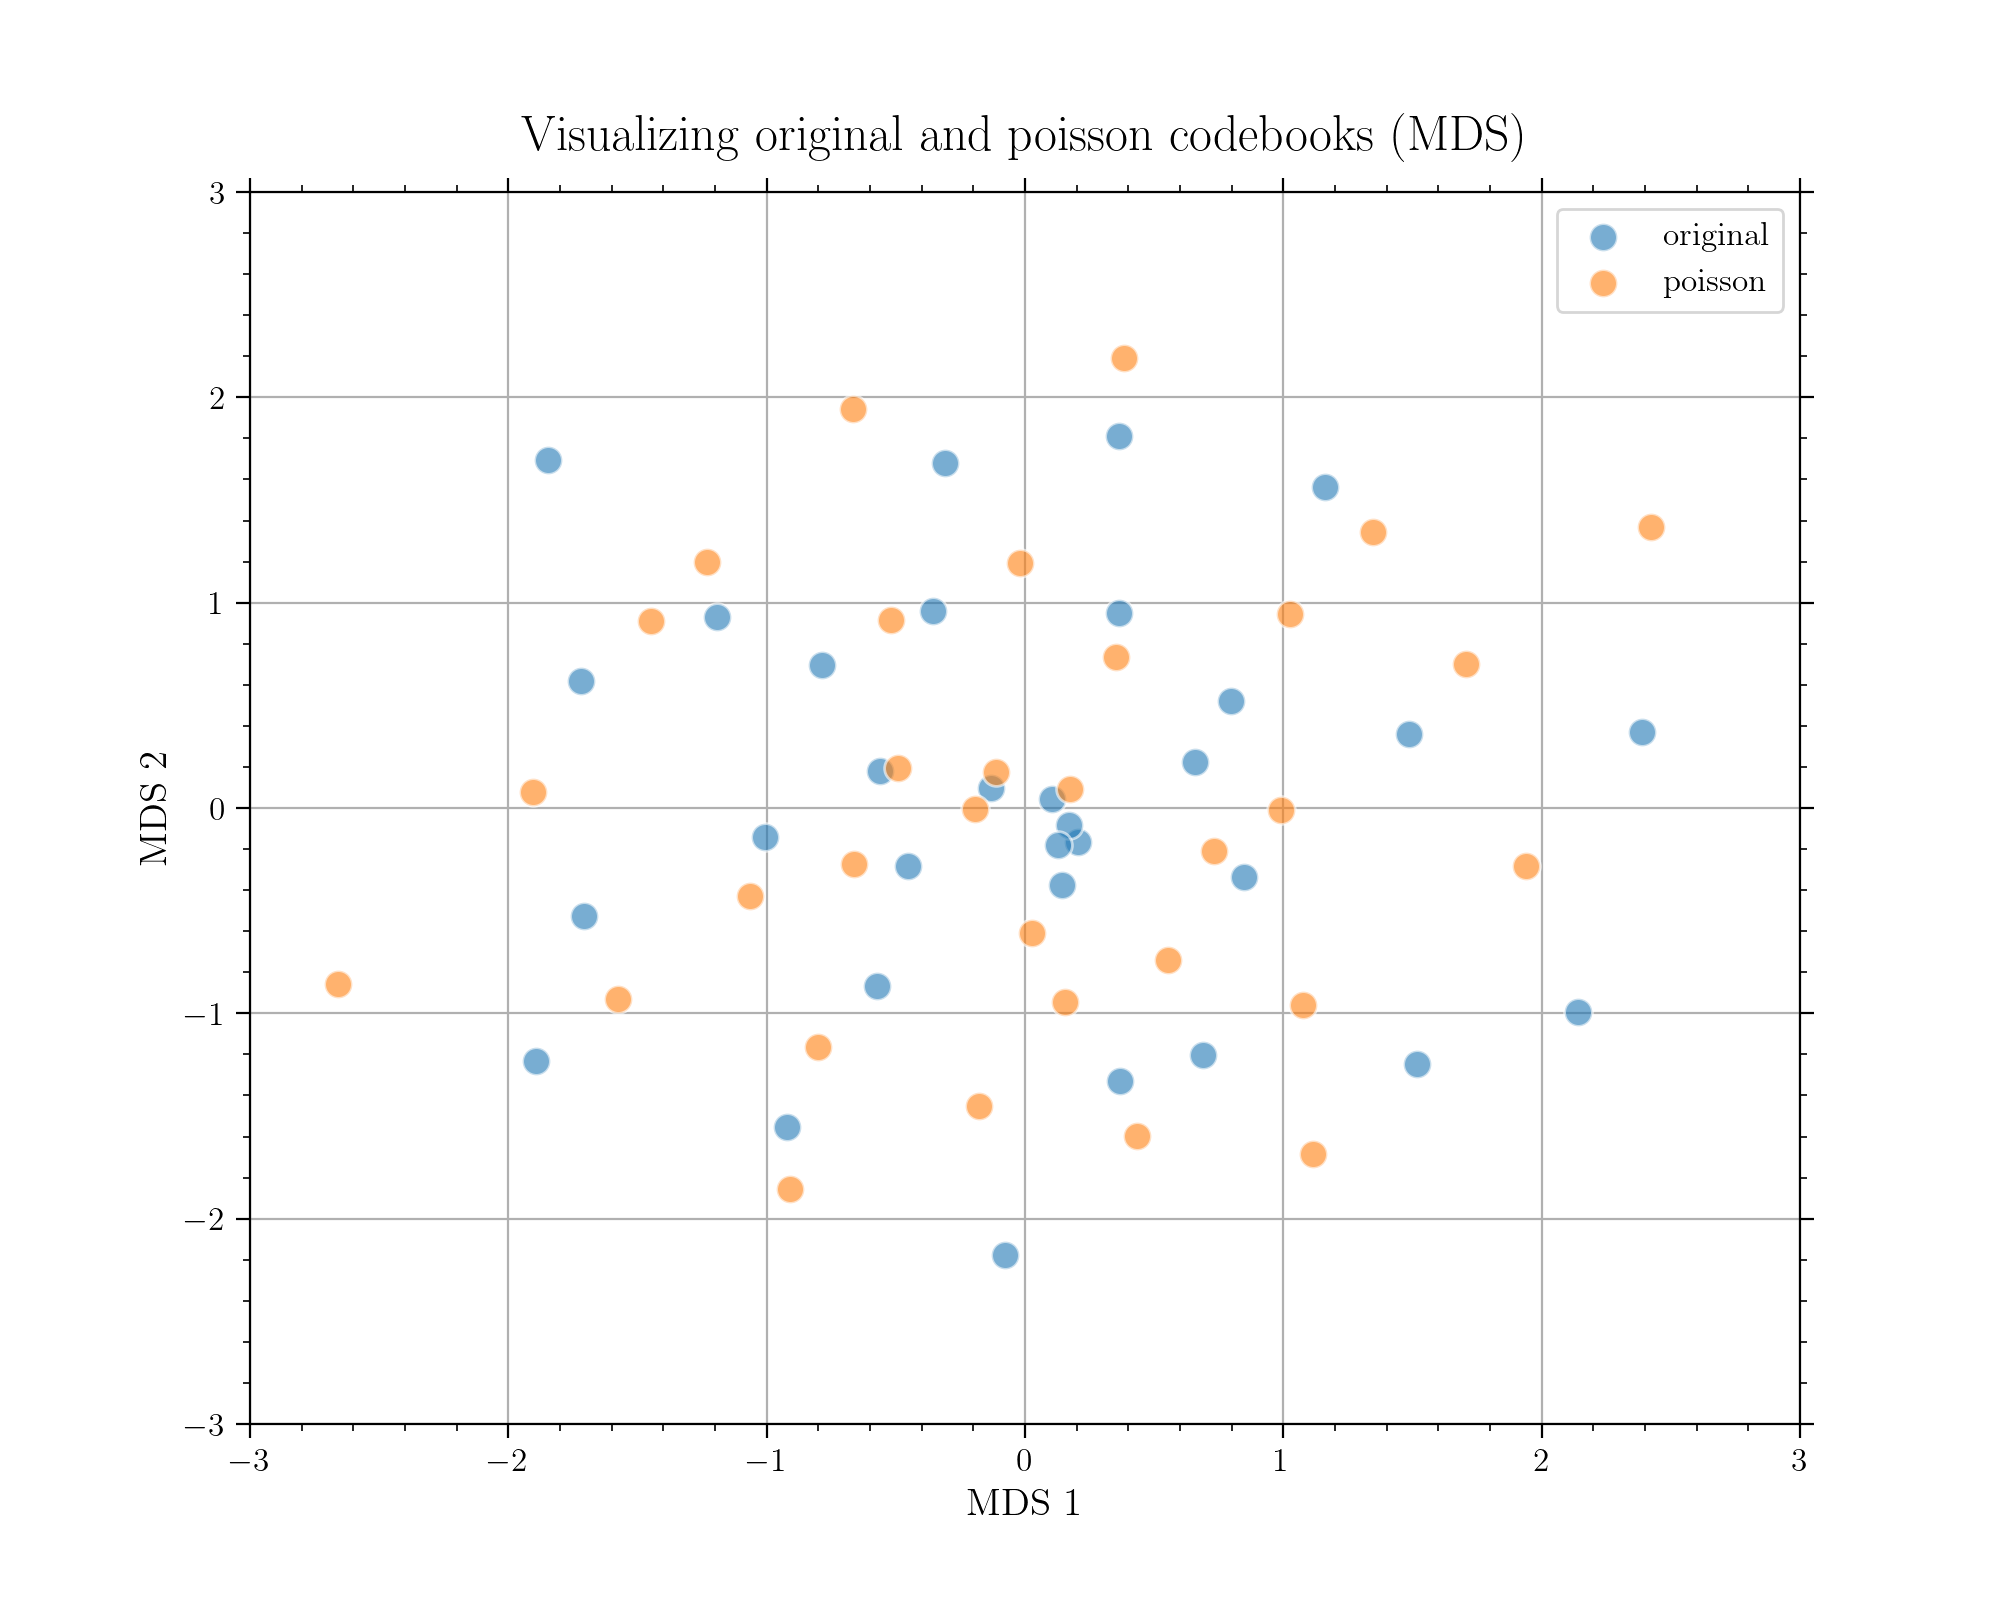 Visualizing original and poisson codebooks (MDS)
original
poisson
3
2
1
0
−1
−2
−3
MDS 2
−3
−2
−1
0
1
2
3
MDS 1